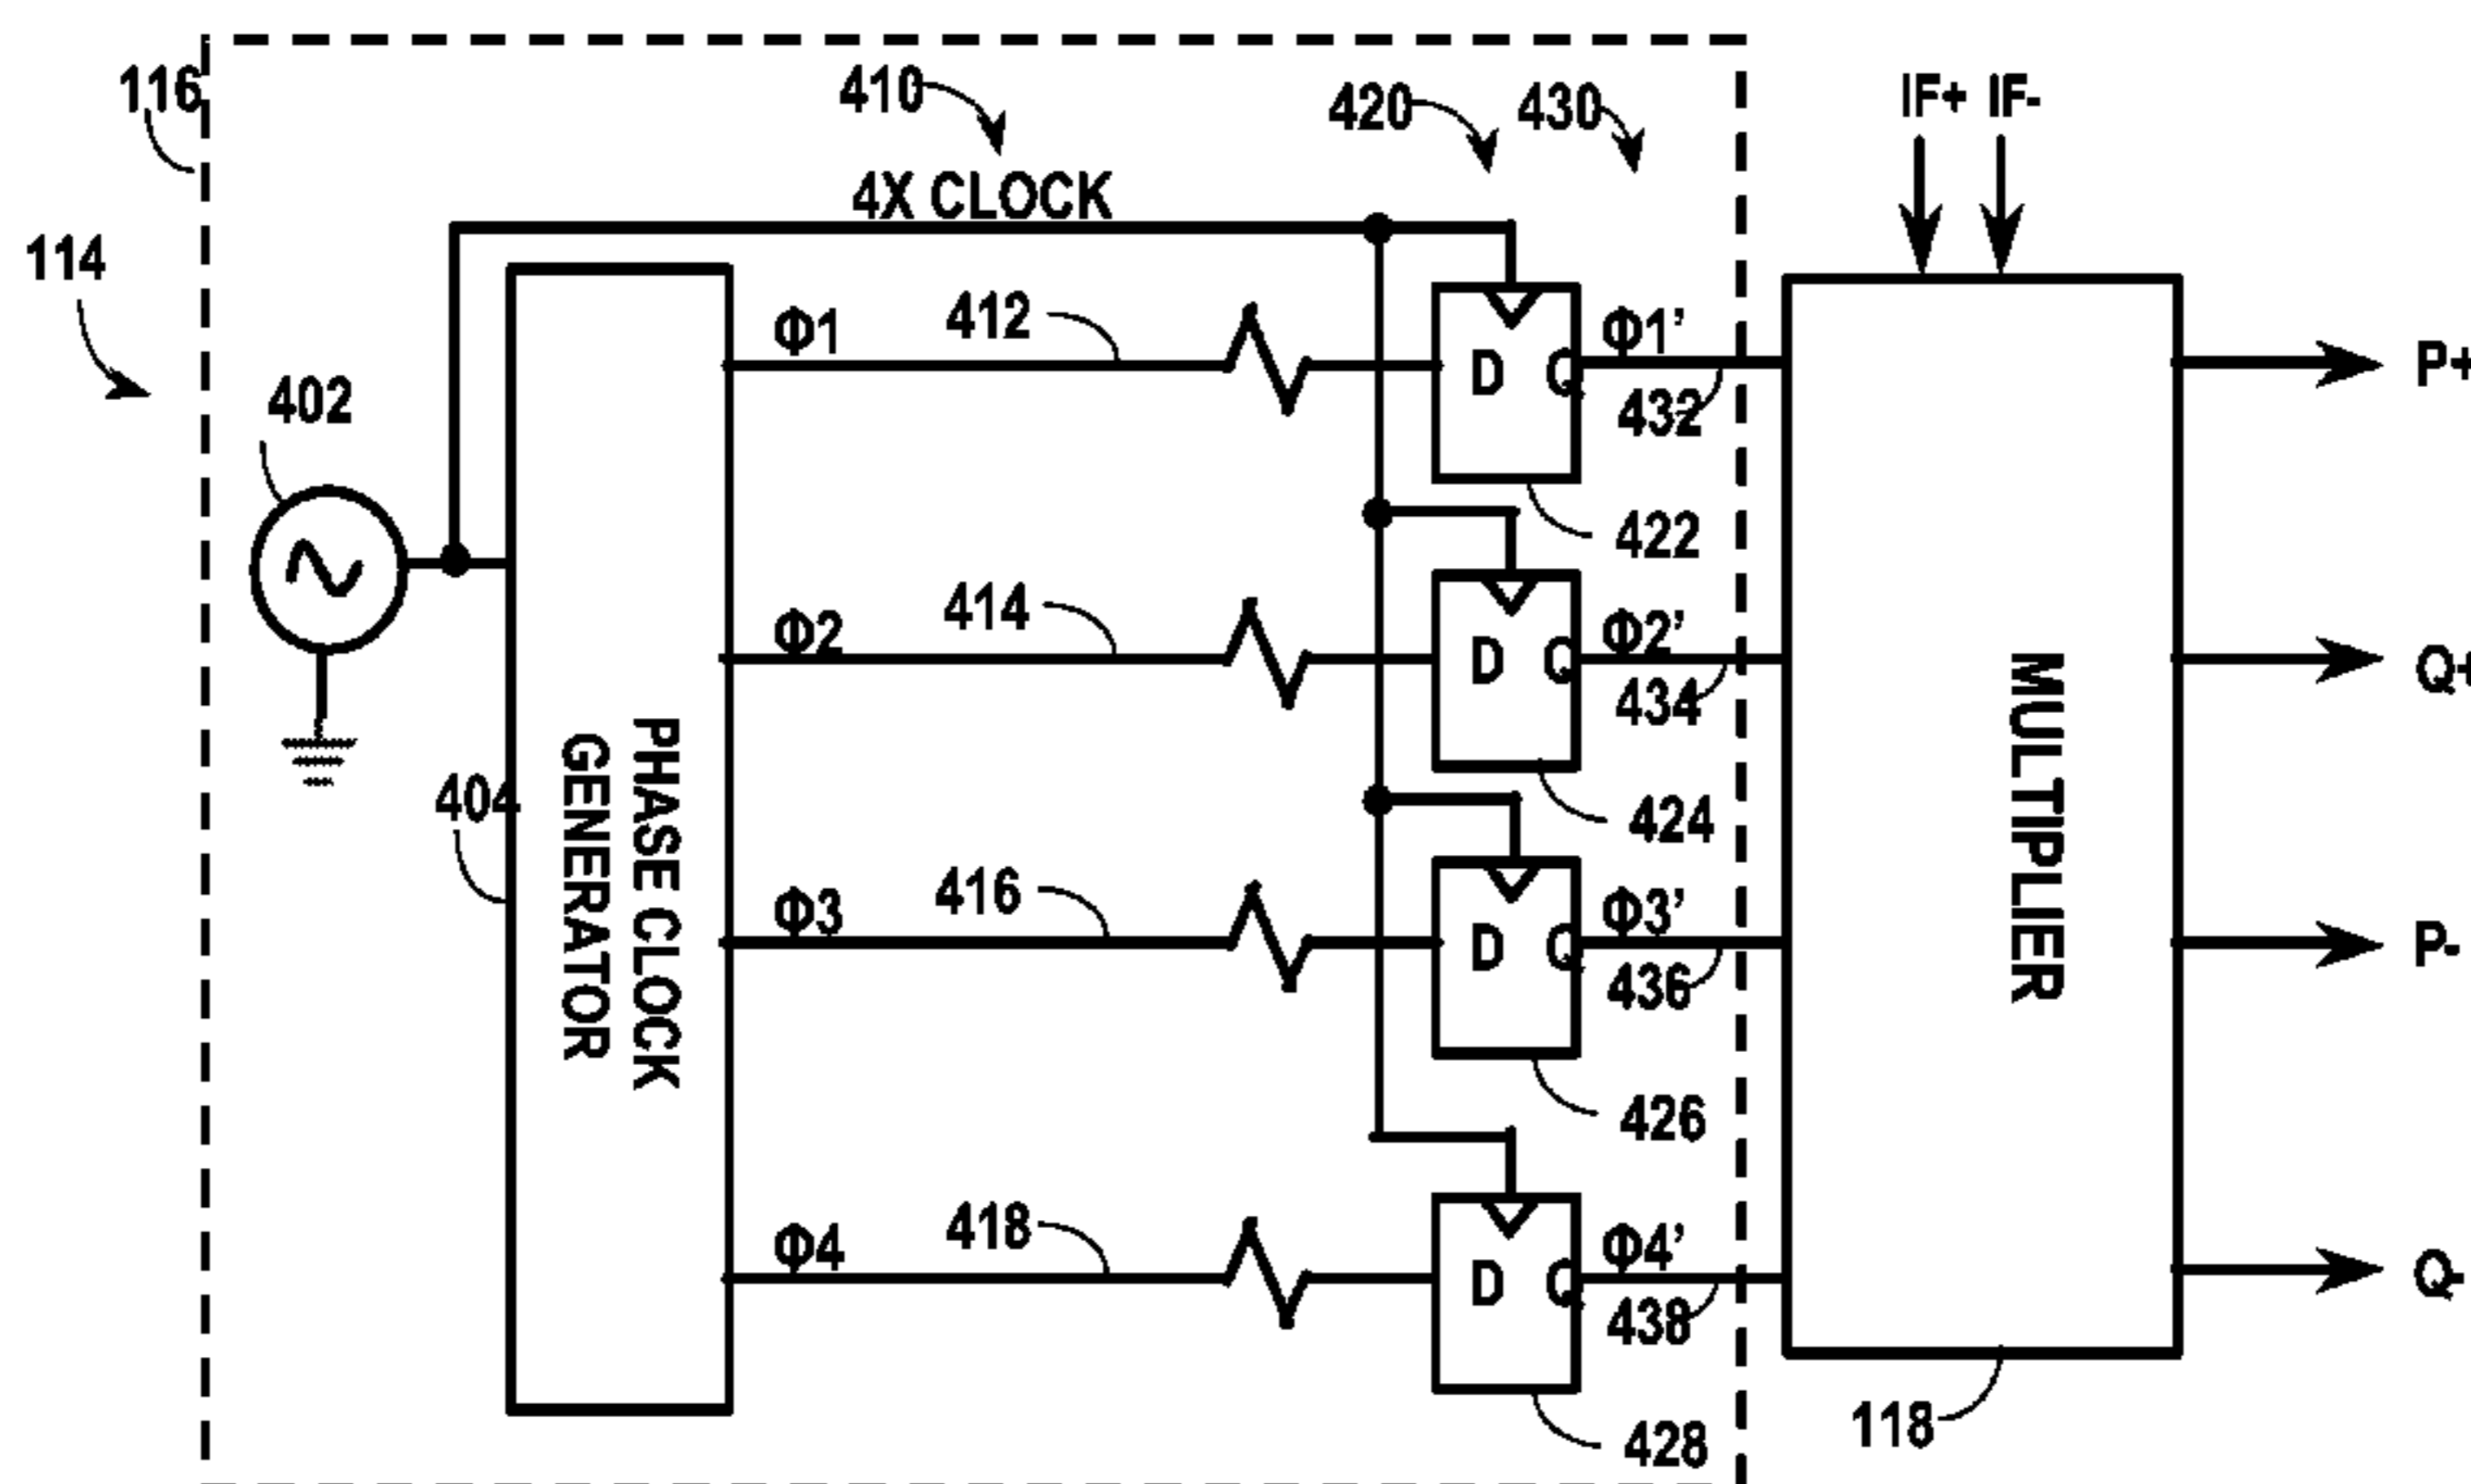 116
410
420
430
IF+ IF-
4X CLOCK
114
Φ1
412
Φ1’
P+
402
D Q
432
422
Φ2
414
Φ2’
Q+
D Q
434
404
PHASE CLOCK
GENERATOR
MULTIPLIER
424
Φ3
416
Φ3’
P-
D Q
436
426
Φ4
418
Φ4’
Q-
D Q
438
118
428